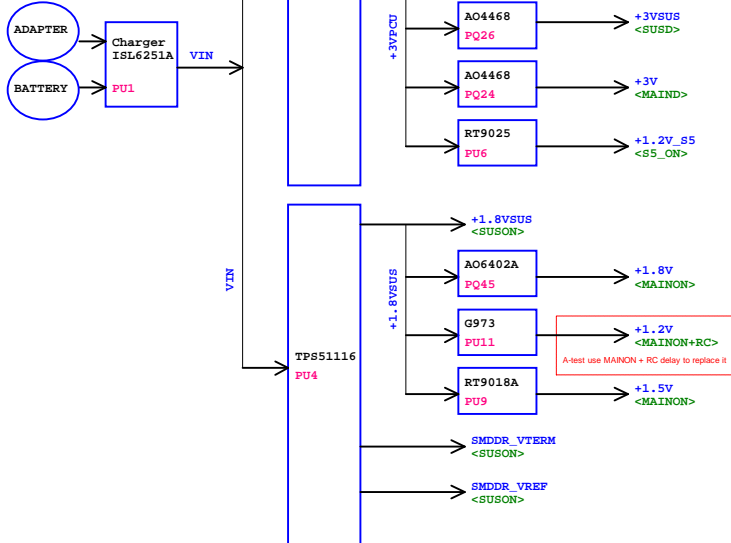 ADAPTER
BATTERY
Charger
ISL6251A
PU1
VIN
+3VPCU
AO4468
PQ26
+3VSUS
<SUSD>
AO4468
PQ24
+3V
<MAIND>
RT9025
PU6
+1.2V_S5
<S5_ON>
VIN
TPS51116
PU4
+1.8VSUS
<SUSON>
+1.8VSUS
AO6402A
PQ45
+1.8V
<MAINON>
G973
PU11
+1.2V
<MAINON+RC>
A-test use MAINON + RC delay to replace it
RT9018A
PU9
+1.5V
<MAINON>
SMDDR_VTERM
<SUSON>
SMDDR_VREF
<SUSON>